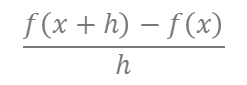 f(x + h) − f(x)
h